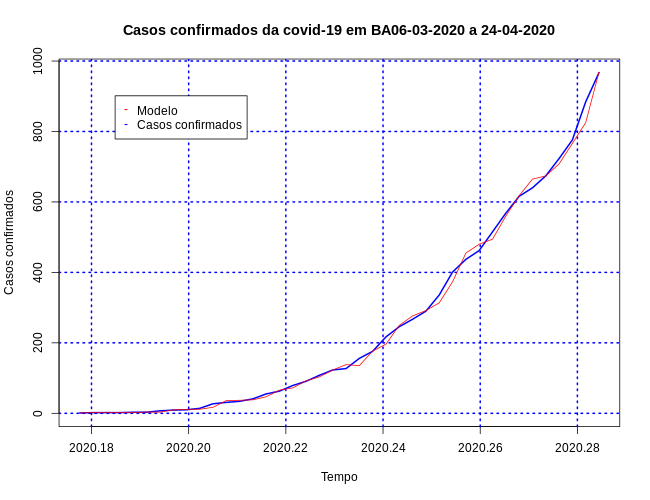 Casos confirmados da covid-19 em BA06-03-2020 a 24-04-2020
1000
800
600
400
200
0
Casos confirmados
- Modelo
- Casos confirmados
2020.18 2020.20 2020.22 2020.24 2020.26 2020.28
Tempo